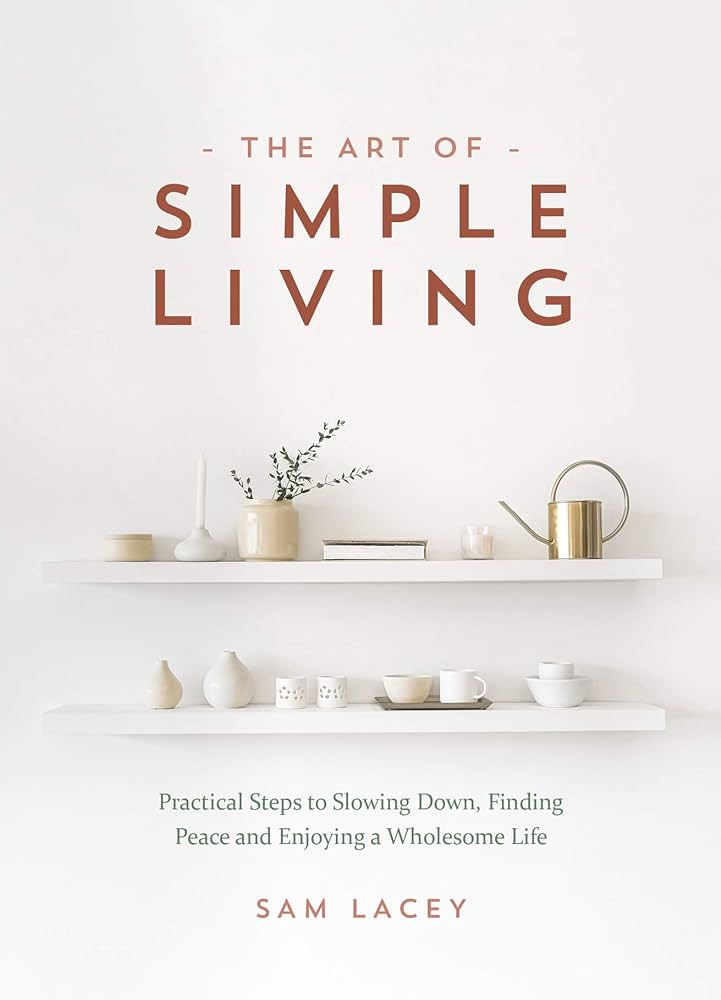 - THE ART OF -
SIMPLE
LIVING
Practical Steps to Slowing Down, Finding
Peace and Enjoying a Wholesome Life
SAM LACEY